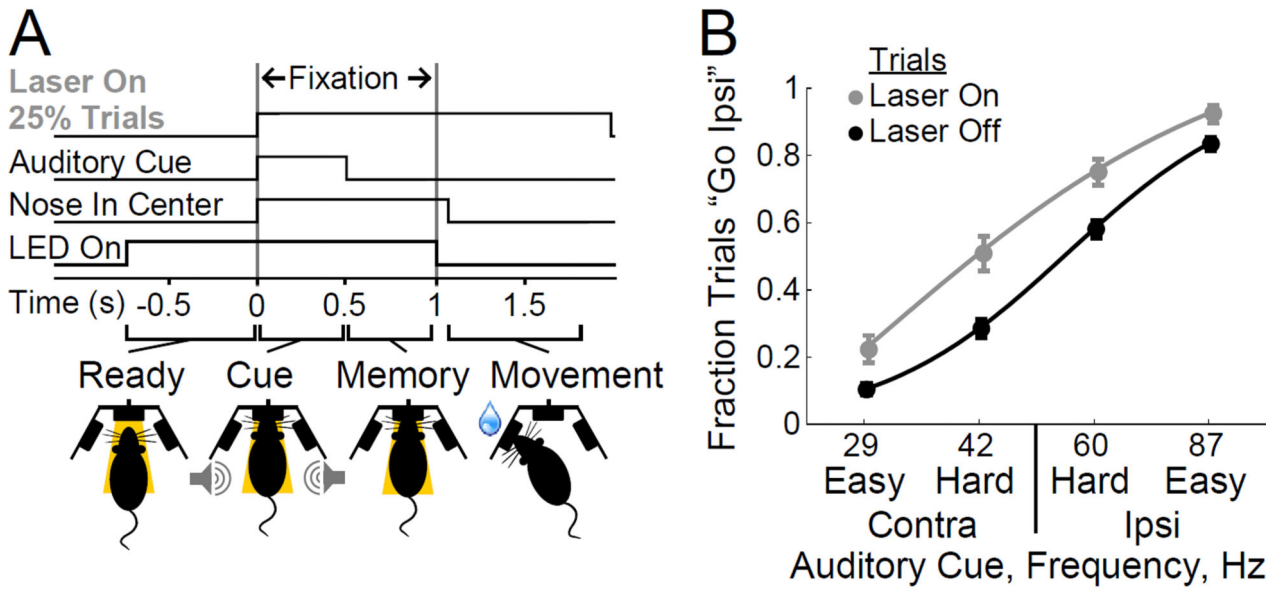 A
Laser On
25% Trials
←Fixation→
Auditory Cue
Nose In Center
LED On
Time (s) -0.5 0 0.5 1 1.5
Ready Cue Memory Movement
B
Trials
Laser On
Laser Off
Fraction Trials “Go Ipsi”
1
0.8
0.6
0.4
0.2
0
29 42 60 87
Easy Hard Hard Easy
Contra Ipsi
Auditory Cue, Frequency, Hz